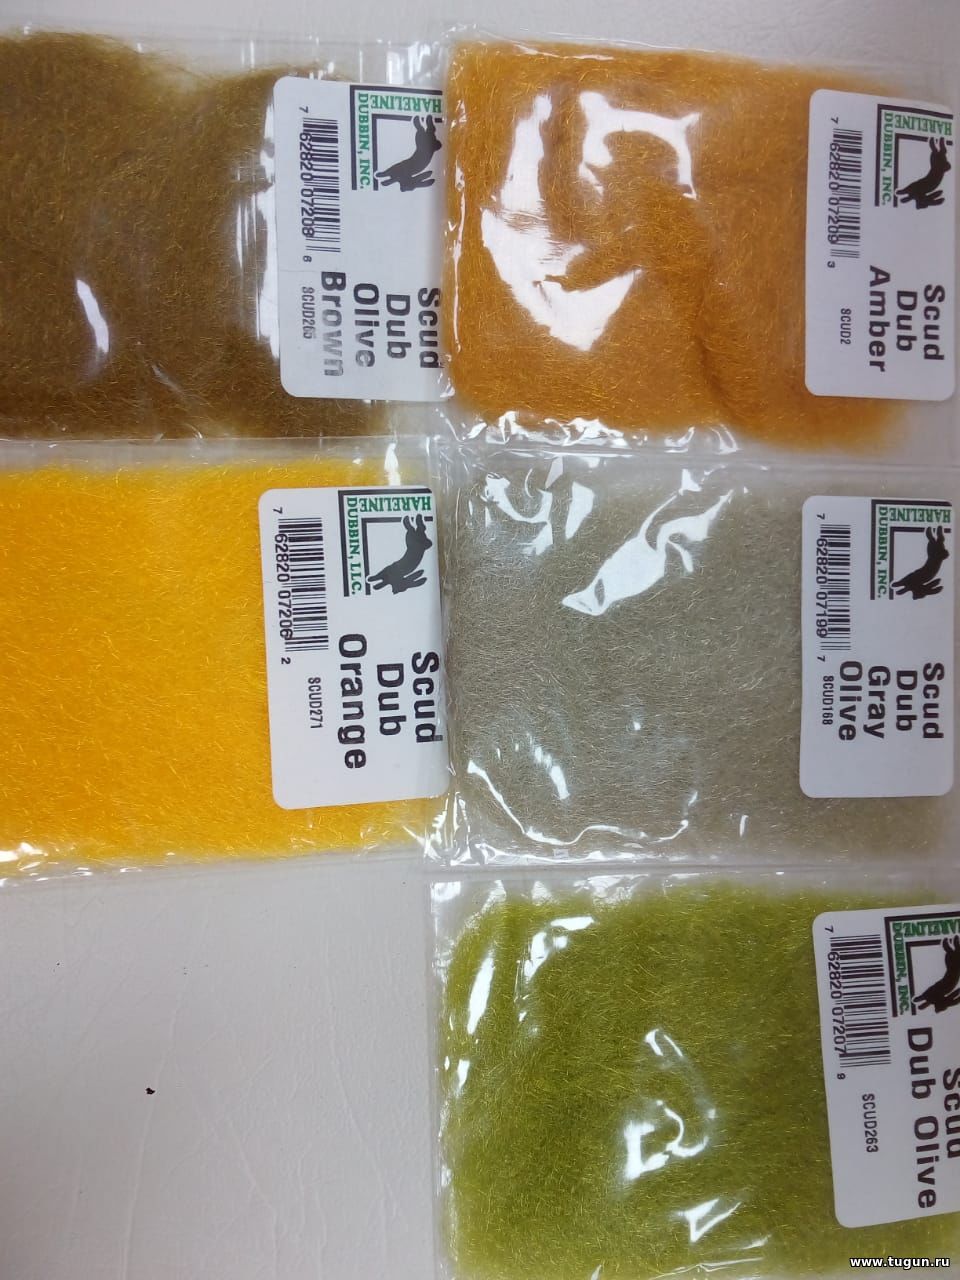 HARELINE
DUBBIN, INC.
7 62820 07208 6
Scud
Dub
Olive
Brown
SCUD265
HARELINE
DUBBIN, INC.
7 62820 07209 3
Scud
Dub
Amber
SCUD2
HARELINE
DUBBIN, LLC.
7 62820 07206 2
Scud
Dub
Orange
SCUD271
HARELINE
DUBBIN, INC.
7 62820 07199 7
Scud
Dub
Gray
Olive
SCUD168
HARELINE
DUBBIN, INC.
7 62820 07207 8
Scud
Dub Olive
SCUD263
www.tugun.ru